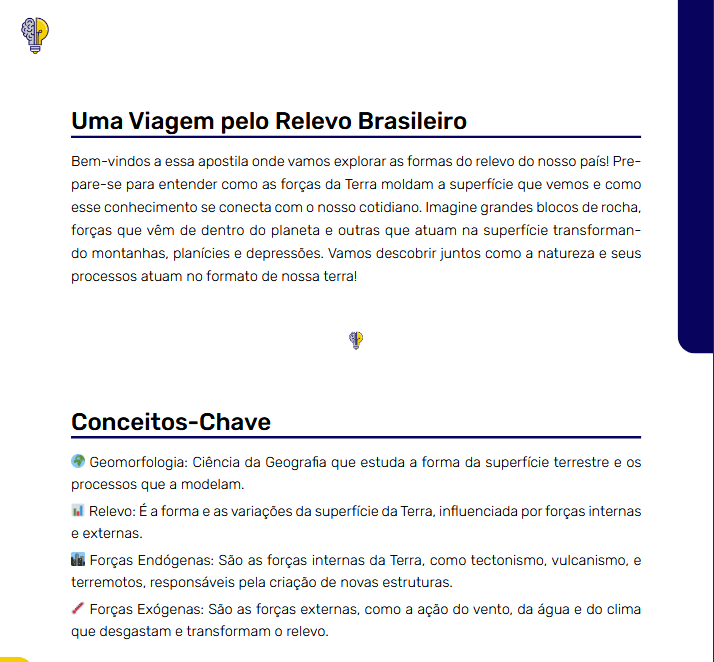 Uma Viagem pelo Relevo Brasileiro
Bem-vindos a essa apostila onde vamos explorar as formas do relevo do nosso país! Pre-
pare-se para entender como as forças da Terra moldam a superfície que vemos e como
esse conhecimento se conecta com o nosso cotidiano. Imagine grandes blocos de rocha,
forças que vêm de dentro do planeta e outras que atuam na superfície transforman-
do montanhas, planícies e depressões. Vamos descobrir juntos como a natureza e seus
processos atuam no formato de nossa terra!
Conceitos-Chave
Geomorfologia: Ciência da Geografia que estuda a forma da superfície terrestre e os
processos que a modelam.
Relevo: É a forma e as variações da superfície da Terra, influenciada por forças internas
e externas.
Forças Endógenas: São as forças internas da Terra, como tectonismo, vulcanismo, e
terremotos, responsáveis pela criação de novas estruturas.
Forças Exógenas: São as forças externas, como a ação do vento, da água e do clima
que desgastam e transformam o relevo.